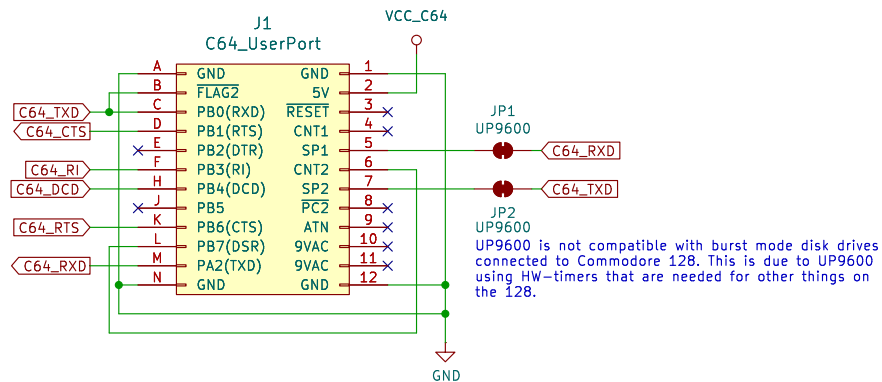 J1
C64_UserPort
VCC_C64
A GND GND 1
B FLAG2 5V 2
C64_TXD C PB0(RXD) RESET 3
C64_CTS D PB1(RTS) CNT1 4
E PB2(DTR) SP1 5
C64_RI F PB3(RI) CNT2 6
C64_DCD H PB4(DCD) SP2 7
J PB5 PC2 8
C64_RTS K PB6(CTS) ATN 9
L PB7(DSR) 9VAC 10
C64_RXD M PA2(TXD) 9VAC 11
N GND GND 12
JP1
UP9600
C64_RXD
C64_TXD
JP2
UP9600
UP9600 is not compatible with burst mode disk drives
connected to Commodore 128. This is due to UP9600
using HW-timers that are needed for other things on
the 128.
GND